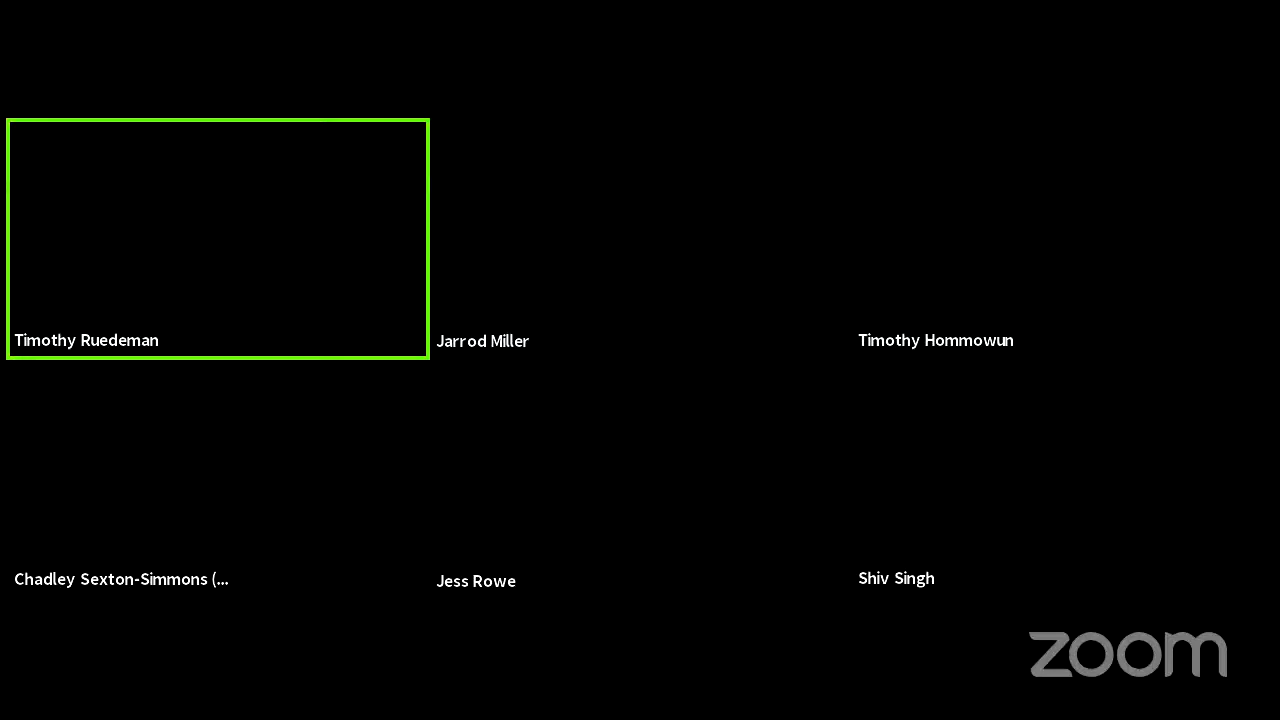 Timothy Ruedeman
Jarrod Miller
Timothy Hommowun
Chadley Sexton-Simmons (...
Jess Rowe
Shiv Singh
zoom